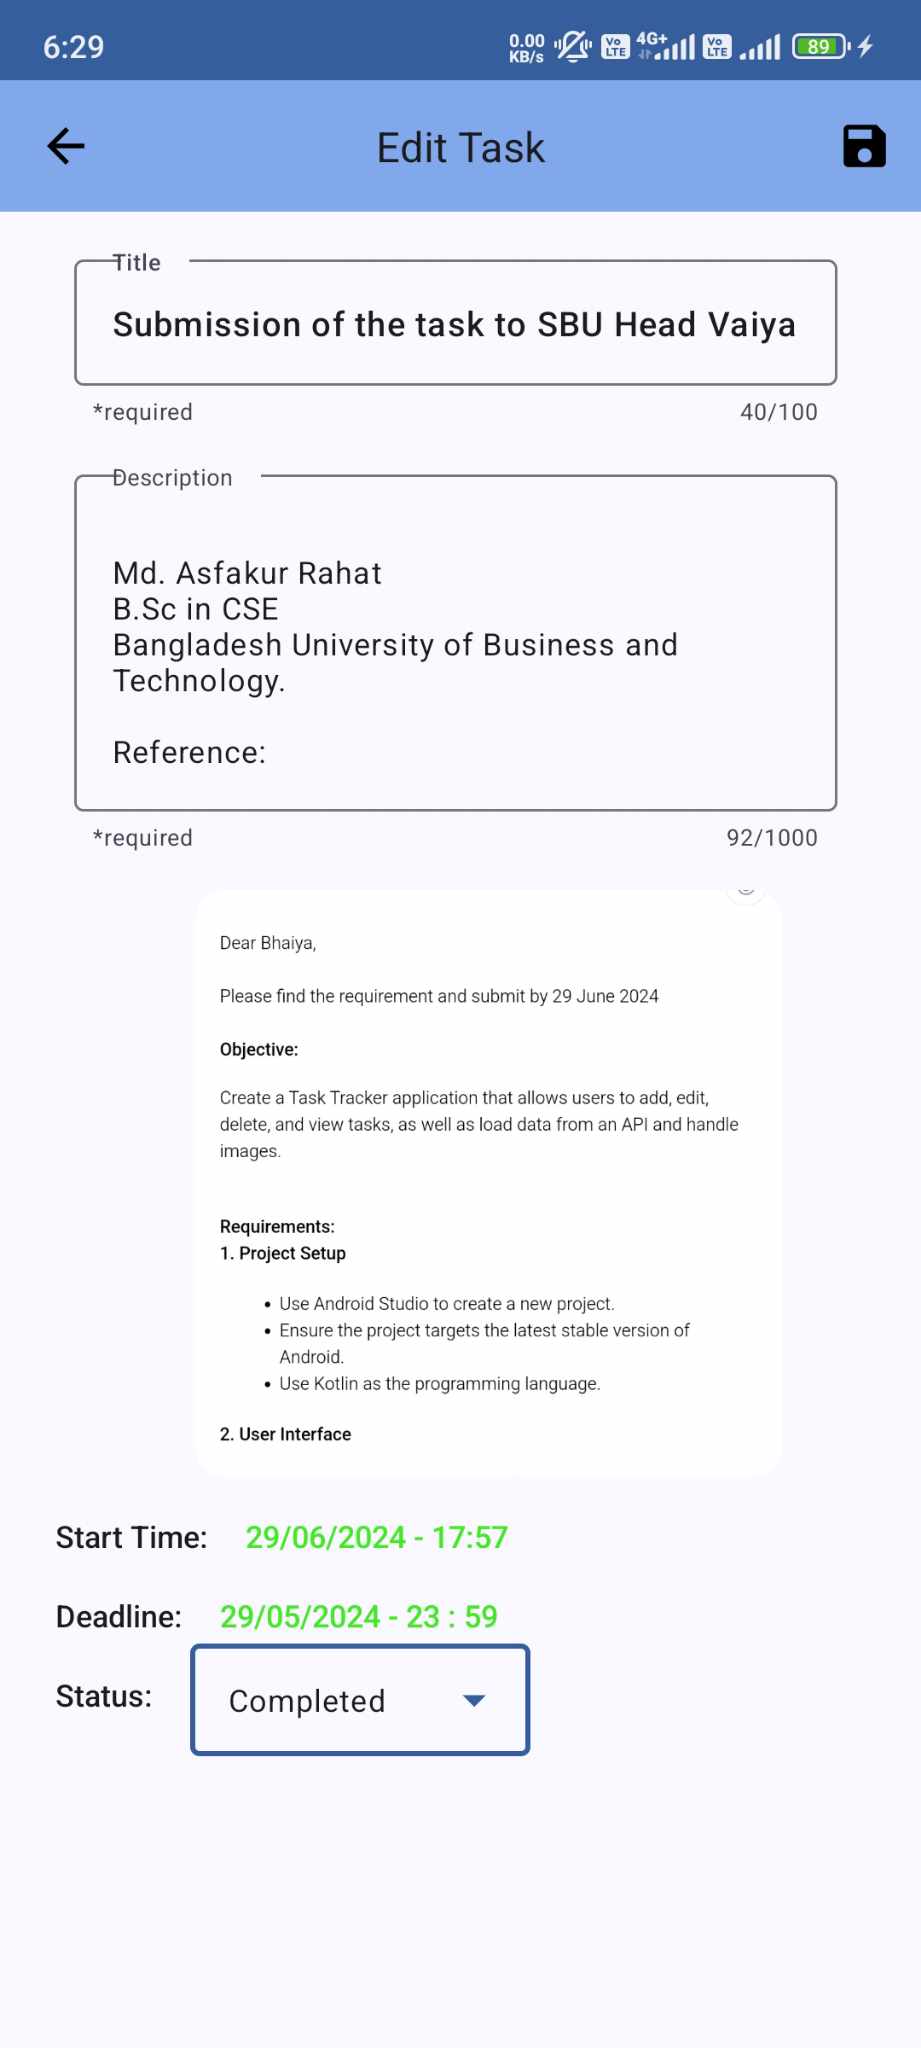 6:29
0.00
KB/s
Vo
LTE
4G+
Vo
LTE
89
Edit Task
Title
Submission of the task to SBU Head Vaiya
*required
40/100
Description
Md. Asfakur Rahat
B.Sc in CSE
Bangladesh University of Business and
Technology.
Reference:
*required
92/1000
Dear Bhaiya,
Please find the requirement and submit by 29 June 2024
Objective:
Create a Task Tracker application that allows users to add, edit,
delete, and view tasks, as well as load data from an API and handle
images.
Requirements:
1. Project Setup
• Use Android Studio to create a new project.
• Ensure the project targets the latest stable version of
Android.
• Use Kotlin as the programming language.
2. User Interface
Start Time: 29/06/2024 - 17:57
Deadline: 29/05/2024 - 23 : 59
Status: Completed